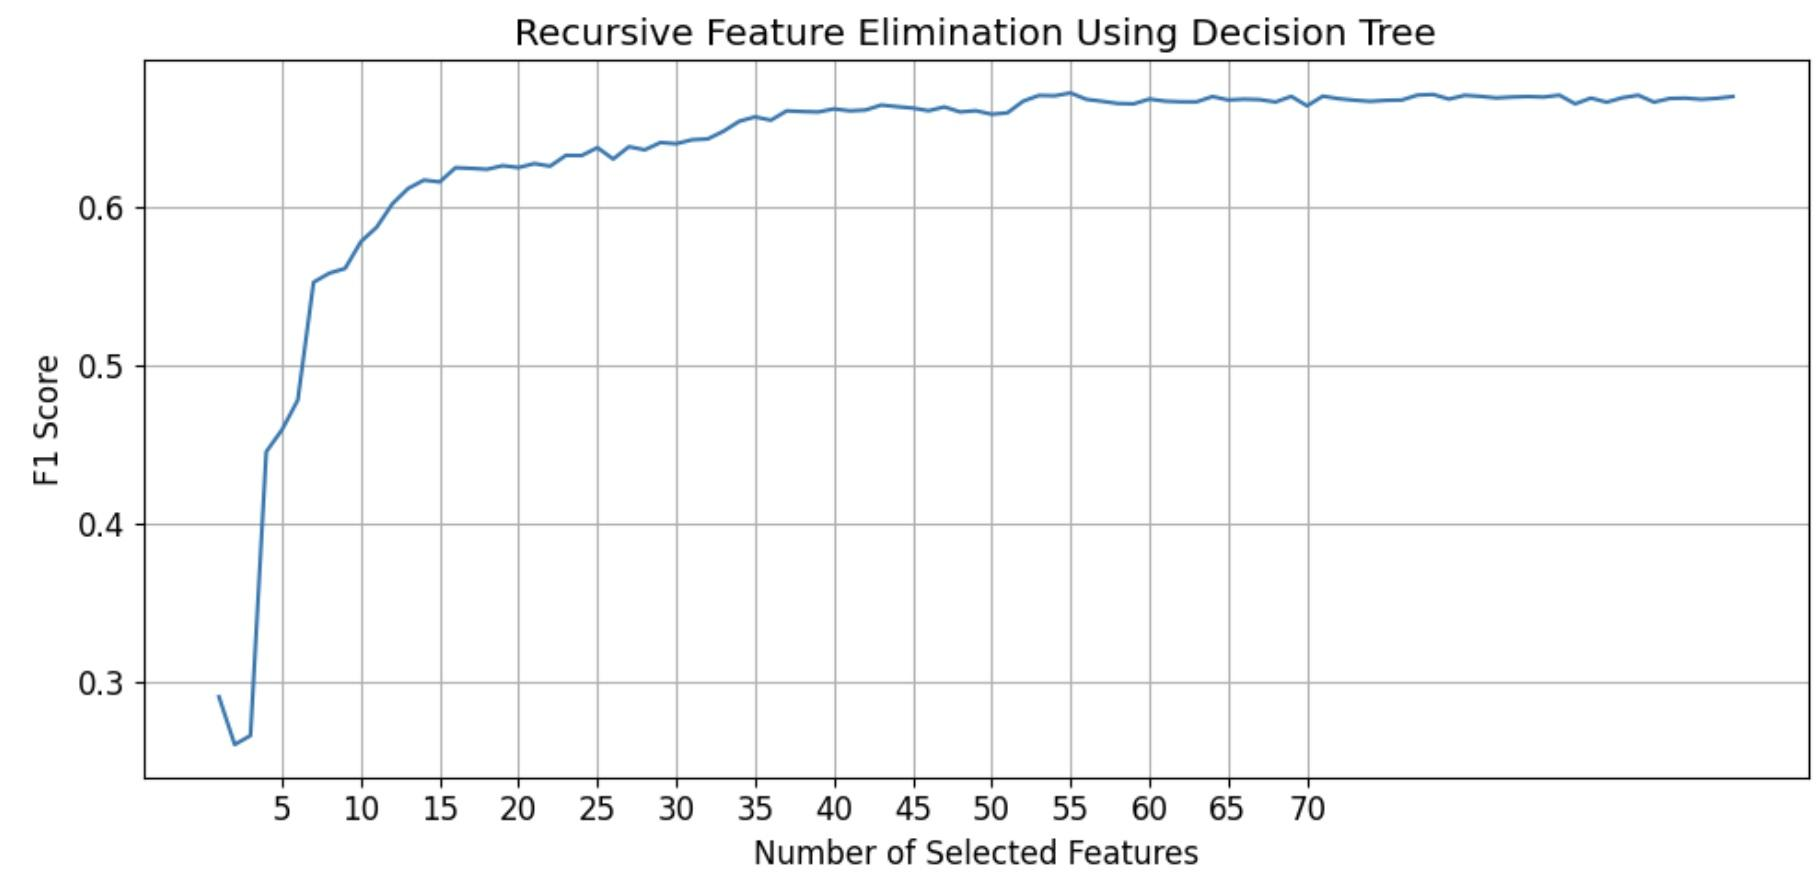 Recursive Feature Elimination Using Decision Tree
F1 Score
0.6
0.5
0.4
0.3
5 10 15 20 25 30 35 40 45 50 55 60 65 70
Number of Selected Features